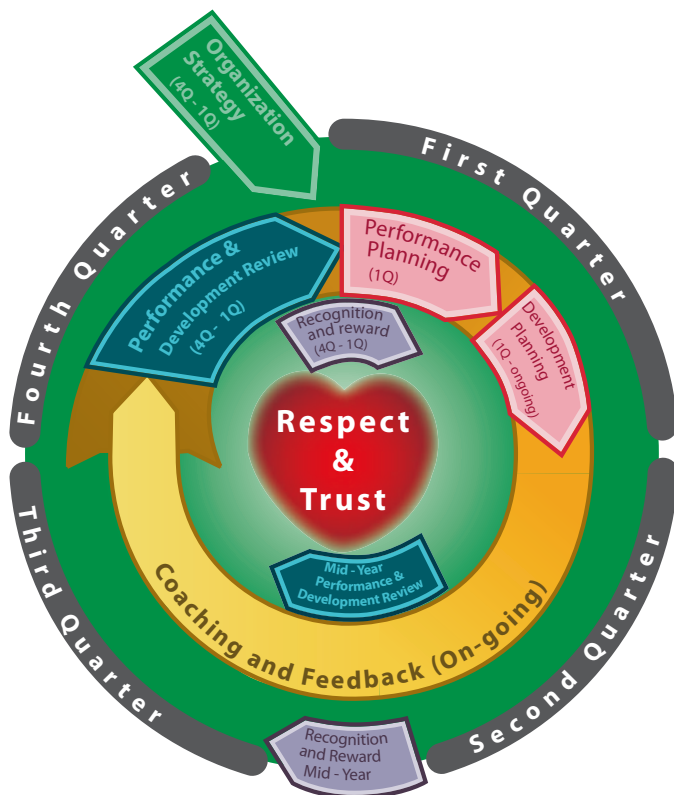 Organization
Strategy
(4Q - 1Q)
First Quarter
Fourth Quarter
Performance &
Development Review
(4Q - 1Q)
Performance
Planning
(1Q)
Development
Planning
(1Q - ongoing)
Recognition
and reward
(4Q - 1Q)
Respect
&
Trust
Mid - Year
Performance &
Development Review
Coaching and Feedback (On-going)
Third Quarter
Second Quarter
Recognition
and Reward
Mid - Year